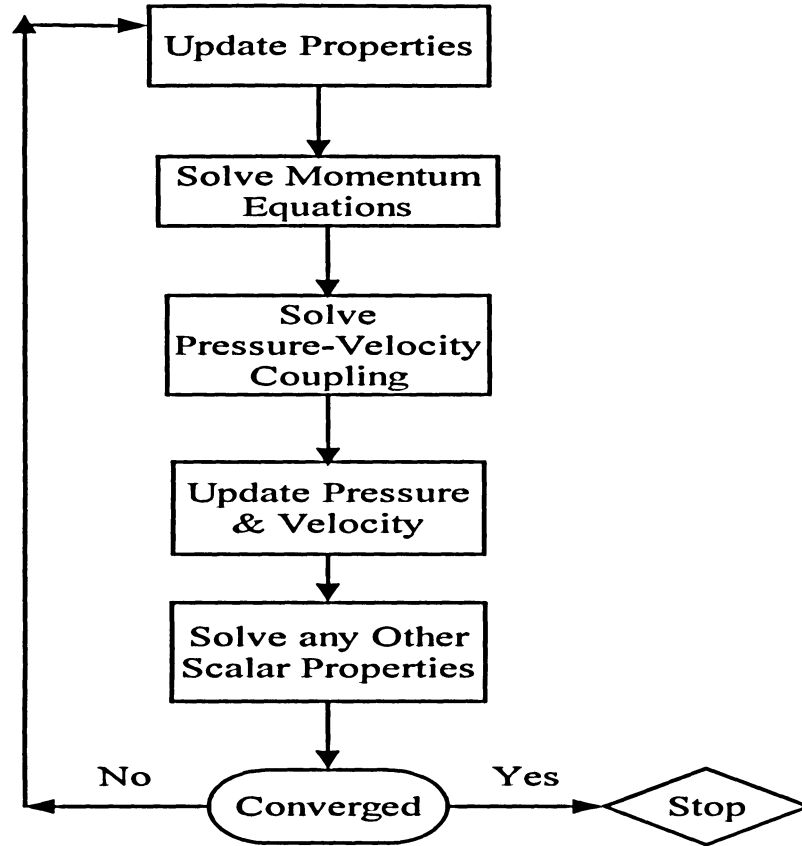 Update Properties
Solve Momentum
Equations
Solve
Pressure-Velocity
Coupling
Update Pressure
& Velocity
Solve any Other
Scalar Properties
No
Yes
Converged
Stop